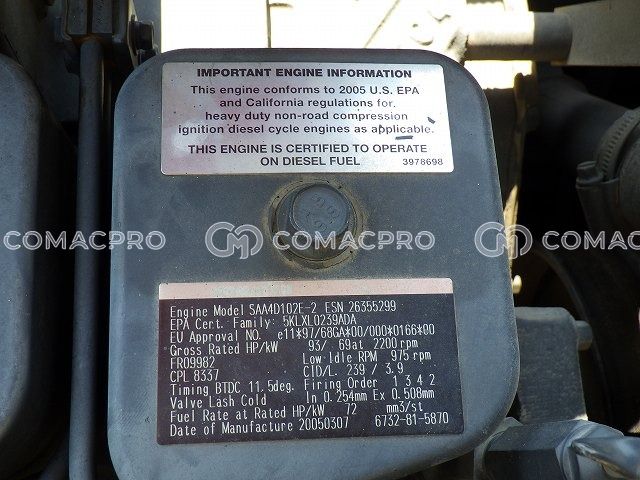 IMPORTANT ENGINE INFORMATION
This engine conforms to 2005 U.S. EPA
and California regulations for
heavy duty non-road compression
ignition diesel cycle engines as applicable.
THIS ENGINE IS CERTIFIED TO OPERATE
ON DIESEL FUEL 3978698
COMACPRO COMACPRO COMACPRO
Engine Model SAA4D102E-2 ESN 26355299
EPA Cert. Family: 5KLXL0239ADA
EU Approval NO. e11*97/68GA*00/000*0166*00
Gross Rated HP/kW 93/ 69at 2200 rpm
FR09982 Low Idle RPM 975 rpm
CPL 8337 CID/L. 239 / 3.9
Timing BTDC 11.5deg. Firing Order 1 3 4 2
Valve Lash Cold In 0.254mm Ex 0.508mm
Fuel Rate at Rated HP/kW 72 mm3/st
Date of Manufacture 20050307 6732-81-5870